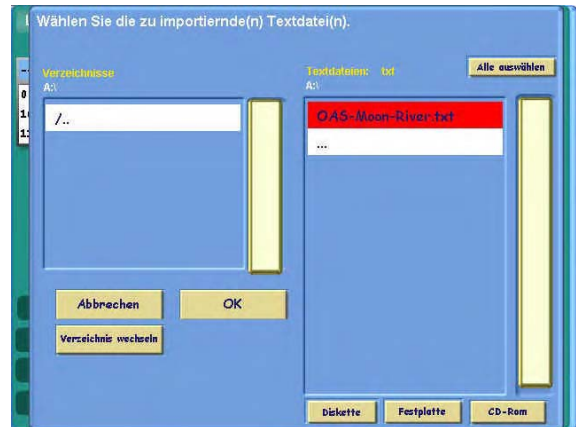 Wählen Sie die zu importiernde(n) Textdatei(n).
Alle auswählen
Verzeichnisse
A:\
Textdateien: txt
A:\
/..
OAS-Moon-River.txt
...
Abbrechen
OK
Verzeichnis wechseln
Diskette
Festplatte
CD-Rom